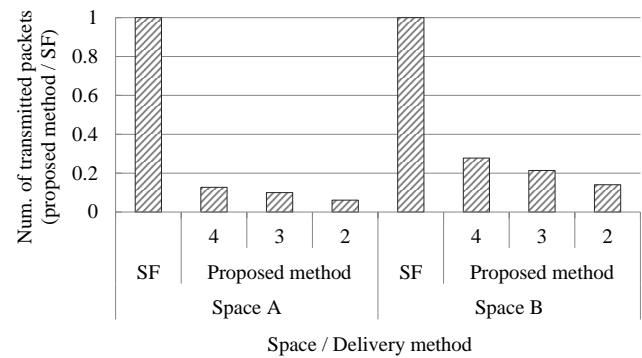 Num. of transmitted packets
(proposed method / SF)
1
0.8
0.6
0.4
0.2
0
4 3 2 4 3 2
SF Proposed method SF Proposed method
Space A Space B
Space / Delivery method